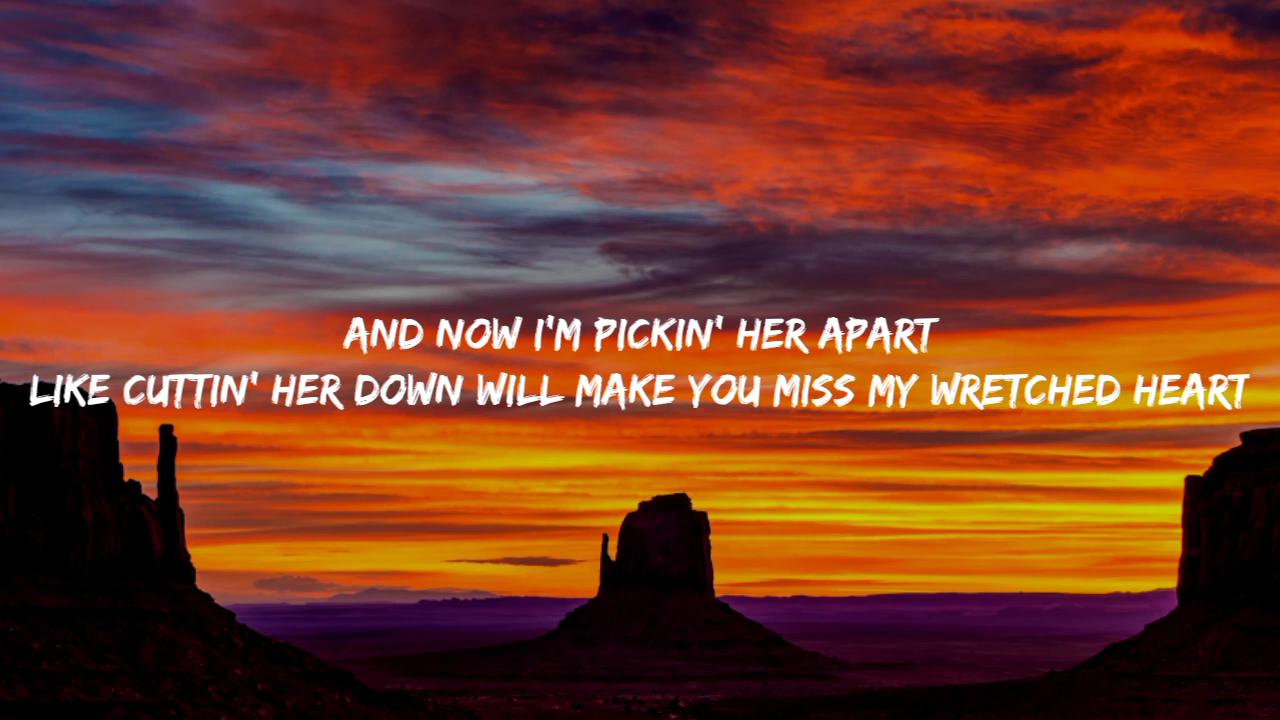 AND NOW I'M PICKIN' HER APART
LIKE CUTTIN' HER DOWN WILL MAKE YOU MISS MY WRETCHED HEART